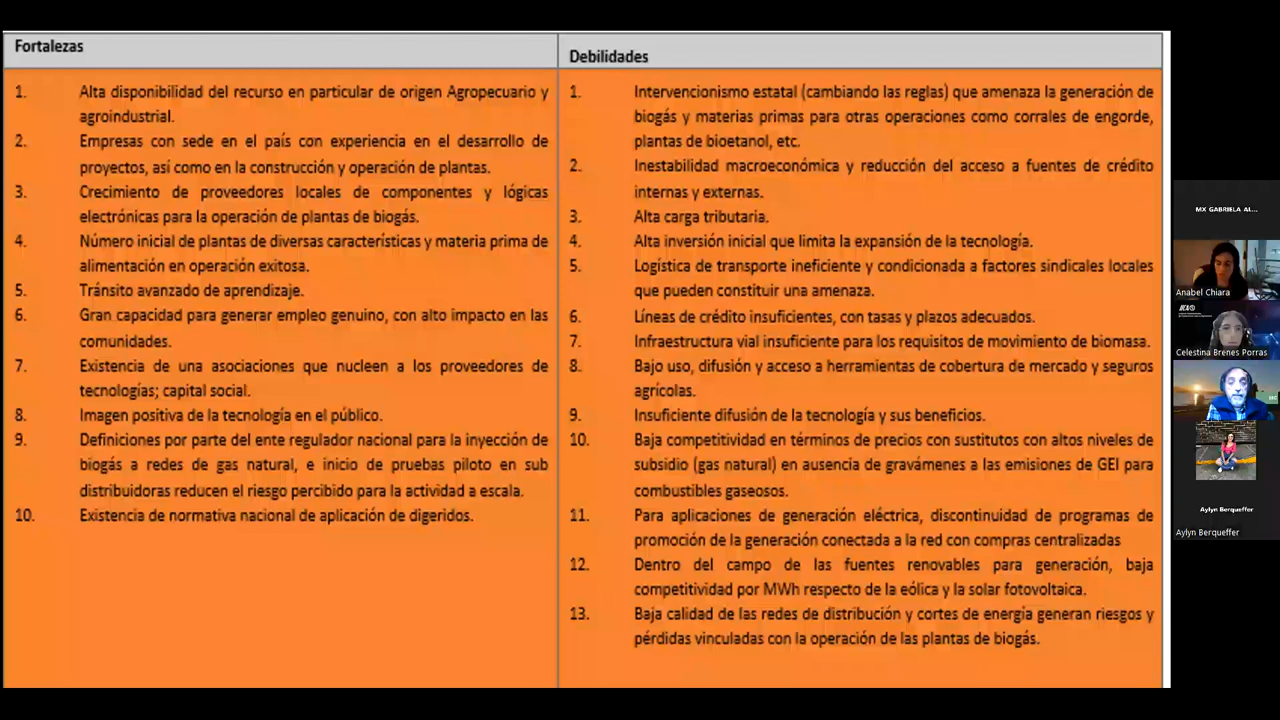 Fortalezas
1. Alta disponibilidad del recurso en particular de origen Agropecuario y
agroindustrial.
2. Empresas con sede en el país con experiencia en el desarrollo de
proyectos, así como en la construcción y operación de plantas.
3. Crecimiento de proveedores locales de componentes y lógicas
electrónicas para la operación de plantas de biogás.
4. Número inicial de plantas de diversas características y materia prima de
alimentación en operación exitosa.
5. Tránsito avanzado de aprendizaje.
6. Gran capacidad para generar empleo genuino, con alto impacto en las
comunidades.
7. Existencia de una asociaciones que nucleen a los proveedores de
tecnologías; capital social.
8. Imagen positiva de la tecnología en el público.
9. Definiciones por parte del ente regulador nacional para la inyección de
biogás a redes de gas natural, e inicio de pruebas piloto en sub
distribuidoras reducen el riesgo percibido para la actividad a escala.
10. Existencia de normativa nacional de aplicación de digeridos.
Debilidades
1. Intervencionismo estatal (cambiando las reglas) que amenaza la generación de
biogás y materias primas para otras operaciones como corrales de engorde,
plantas de bioetanol, etc.
2. Inestabilidad macroeconómica y reducción del acceso a fuentes de crédito
internas y externas.
3. Alta carga tributaria.
4. Alta inversión inicial que limita la expansión de la tecnología.
5. Logística de transporte ineficiente y condicionada a factores sindicales locales
que pueden constituir una amenaza.
6. Líneas de crédito insuficientes, con tasas y plazos adecuados.
7. Infraestructura vial insuficiente para los requisitos de movimiento de biomasa.
8. Bajo uso, difusión y acceso a herramientas de cobertura de mercado y seguros
agrícolas.
9. Insuficiente difusión de la tecnología y sus beneficios.
10. Baja competitividad en términos de precios con sustitutos con altos niveles de
subsidio (gas natural) en ausencia de gravámenes a las emisiones de GEI para
combustibles gaseosos.
11. Para aplicaciones de generación eléctrica, discontinuidad de programas de
promoción de la generación conectada a la red con compras centralizadas
12. Dentro del campo de las fuentes renovables para generación, baja
competitividad por MWh respecto de la eólica y la solar fotovoltaica.
13. Baja calidad de las redes de distribución y cortes de energía generan riesgos y
pérdidas vinculadas con la operación de las plantas de biogás.
MX GABRIELA AL...
Anabel Chiara
Celestina Brenes Porras
Aylyn Berqueffer
Aylyn Berqueffer